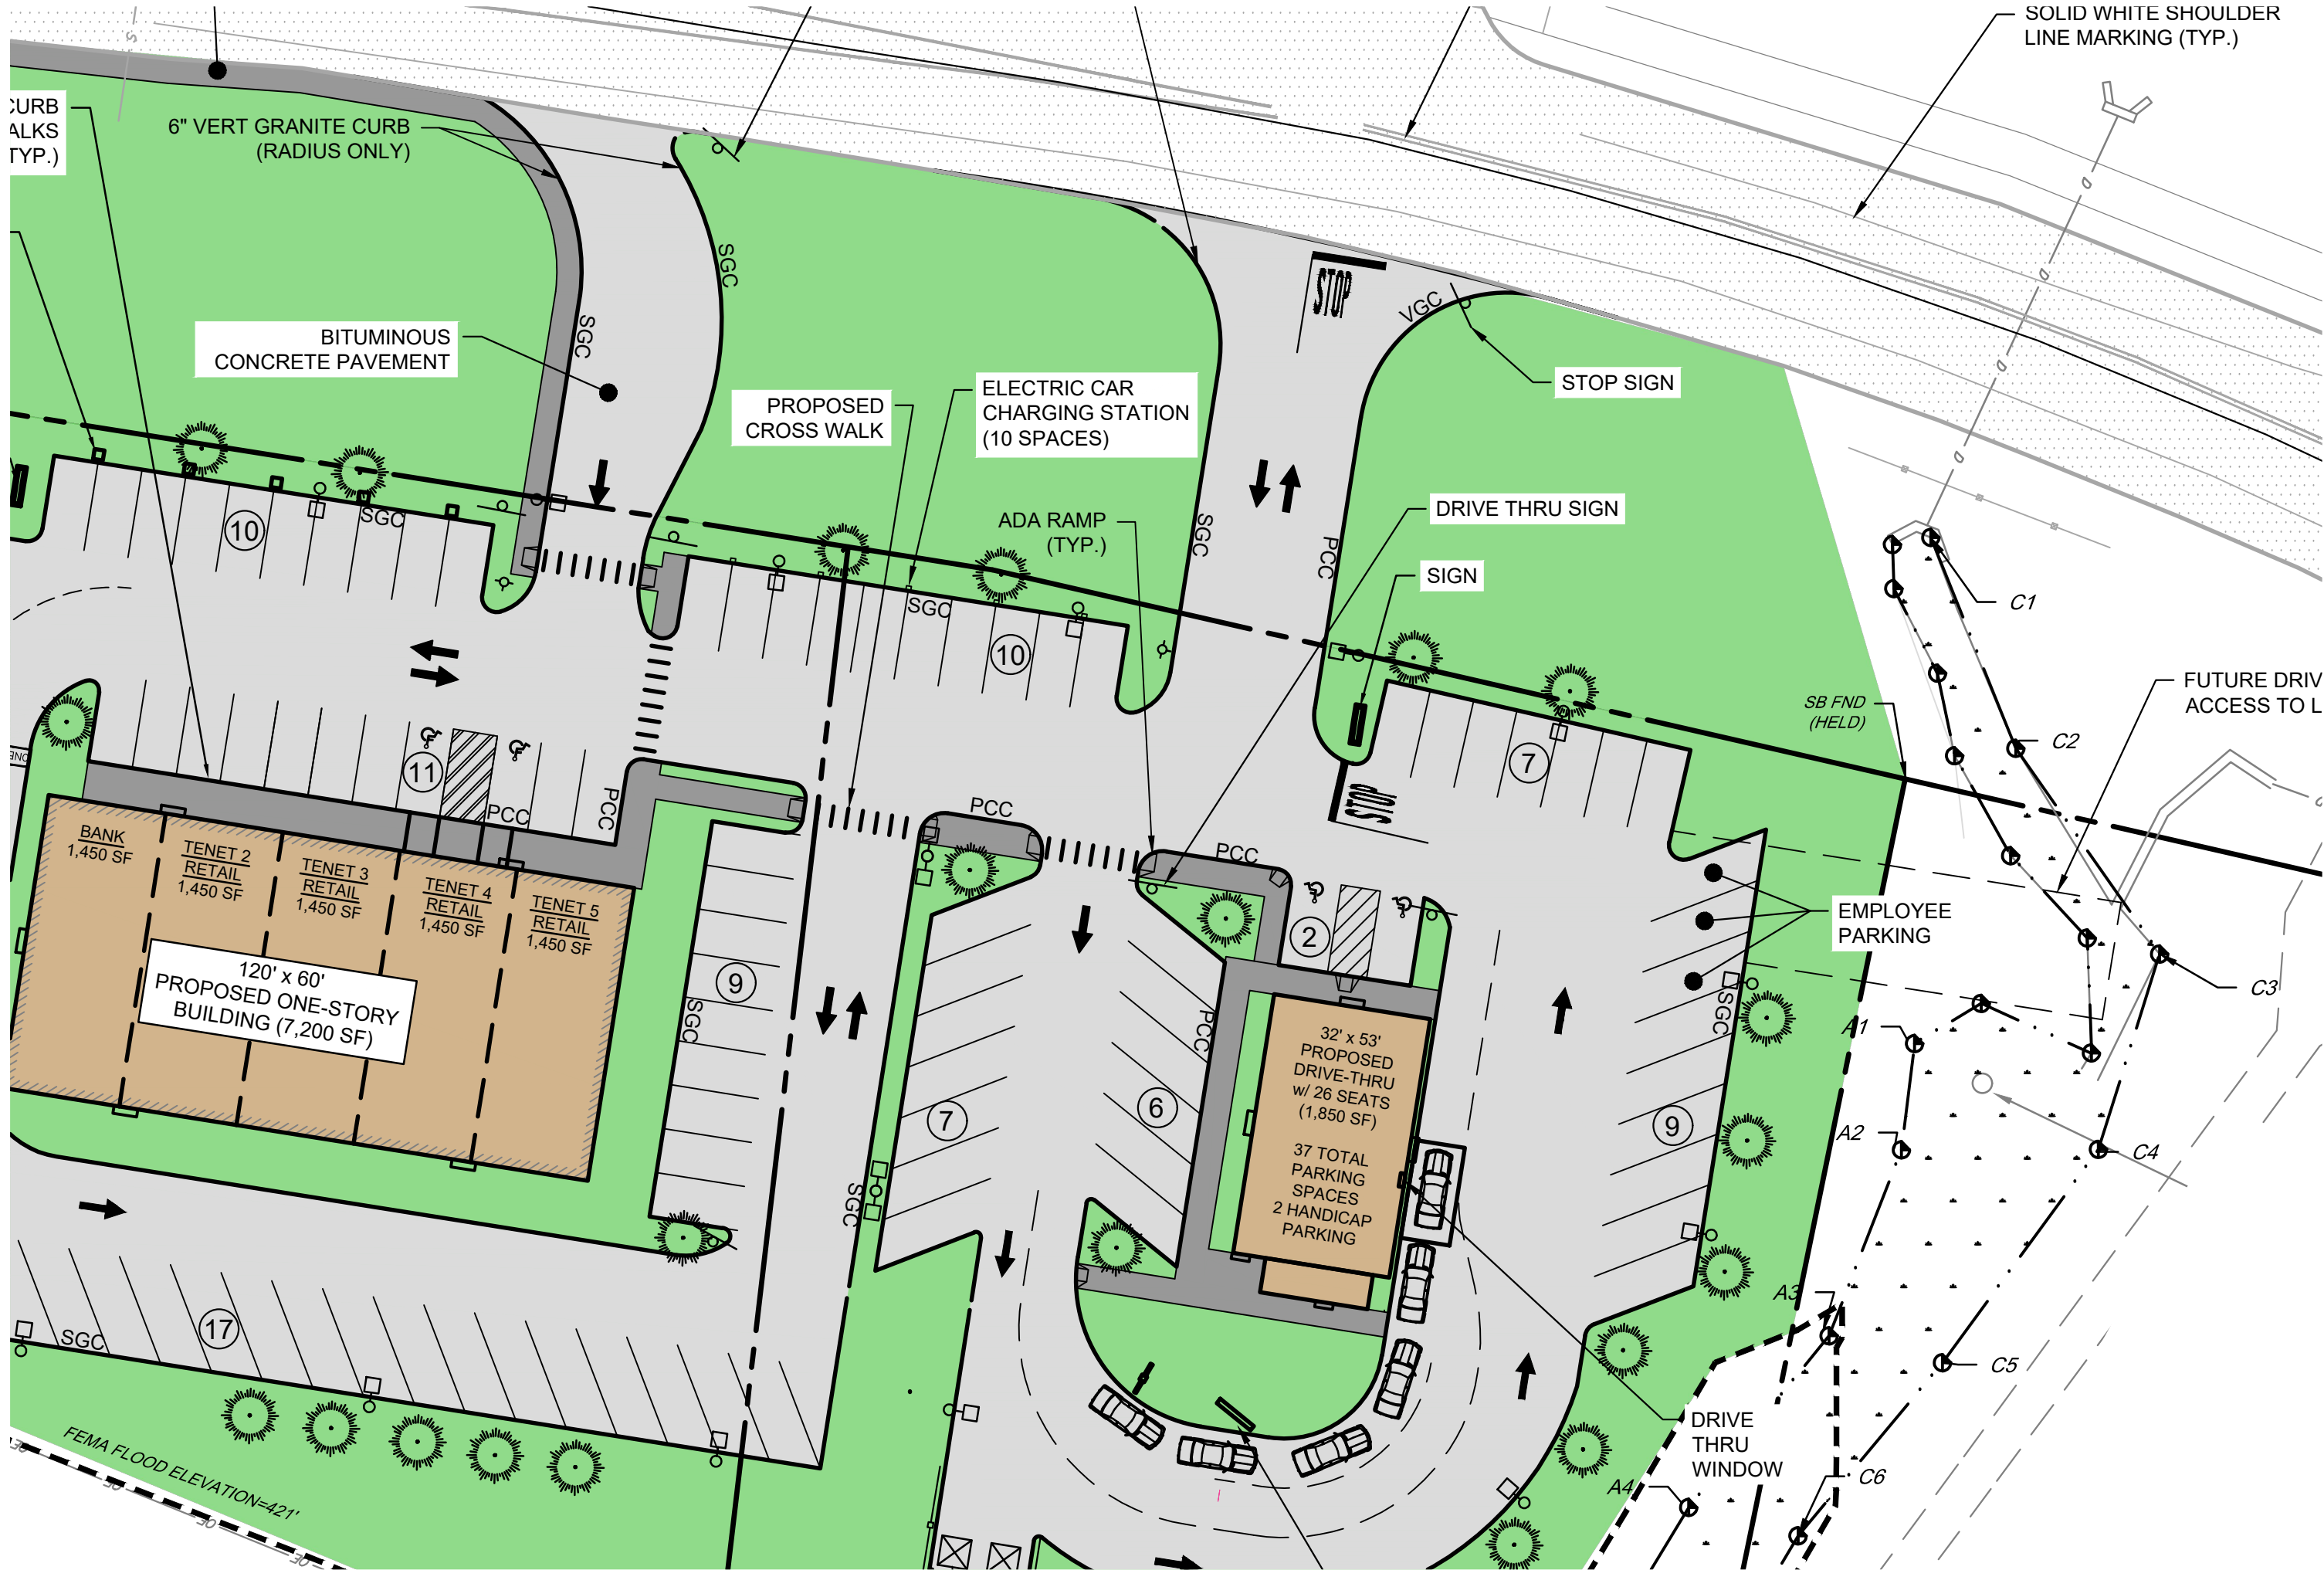 SOLID WHITE SHOULDER
LINE MARKING (TYP.)
CURB
ALKS
TYP.)
6" VERT GRANITE CURB
(RADIUS ONLY)
SGC
STOP
VGC
SGC
BITUMINOUS
CONCRETE PAVEMENT
STOP SIGN
PROPOSED
CROSS WALK
ELECTRIC CAR
CHARGING STATION
(10 SPACES)
DRIVE THRU SIGN
10
SGC
ADA RAMP
(TYP.)
SGC
PCC
SIGN
SGC
10
C1
FUTURE DRIV
ACCESS TO L
SB FND
(HELD)
C2
11
7
PCC
PCC
PCC
STOP
PCC
BANK
1,450 SF
TENET 2
RETAIL
1,450 SF
TENET 3
RETAIL
1,450 SF
TENET 4
RETAIL
1,450 SF
TENET 5
RETAIL
1,450 SF
2
EMPLOYEE
PARKING
120' x 60'
PROPOSED ONE-STORY
BUILDING (7,200 SF)
9
SGC
PCC
SGC
C3
A1
32' x 53'
PROPOSED
DRIVE-THRU
w/ 26 SEATS
(1,850 SF)
37 TOTAL
PARKING
SPACES
2 HANDICAP
PARKING
7
6
9
A2
C4
SGC
A3
17
SGC
C5
FEMA FLOOD ELEVATION=421'
DRIVE
THRU
WINDOW
A4
C6